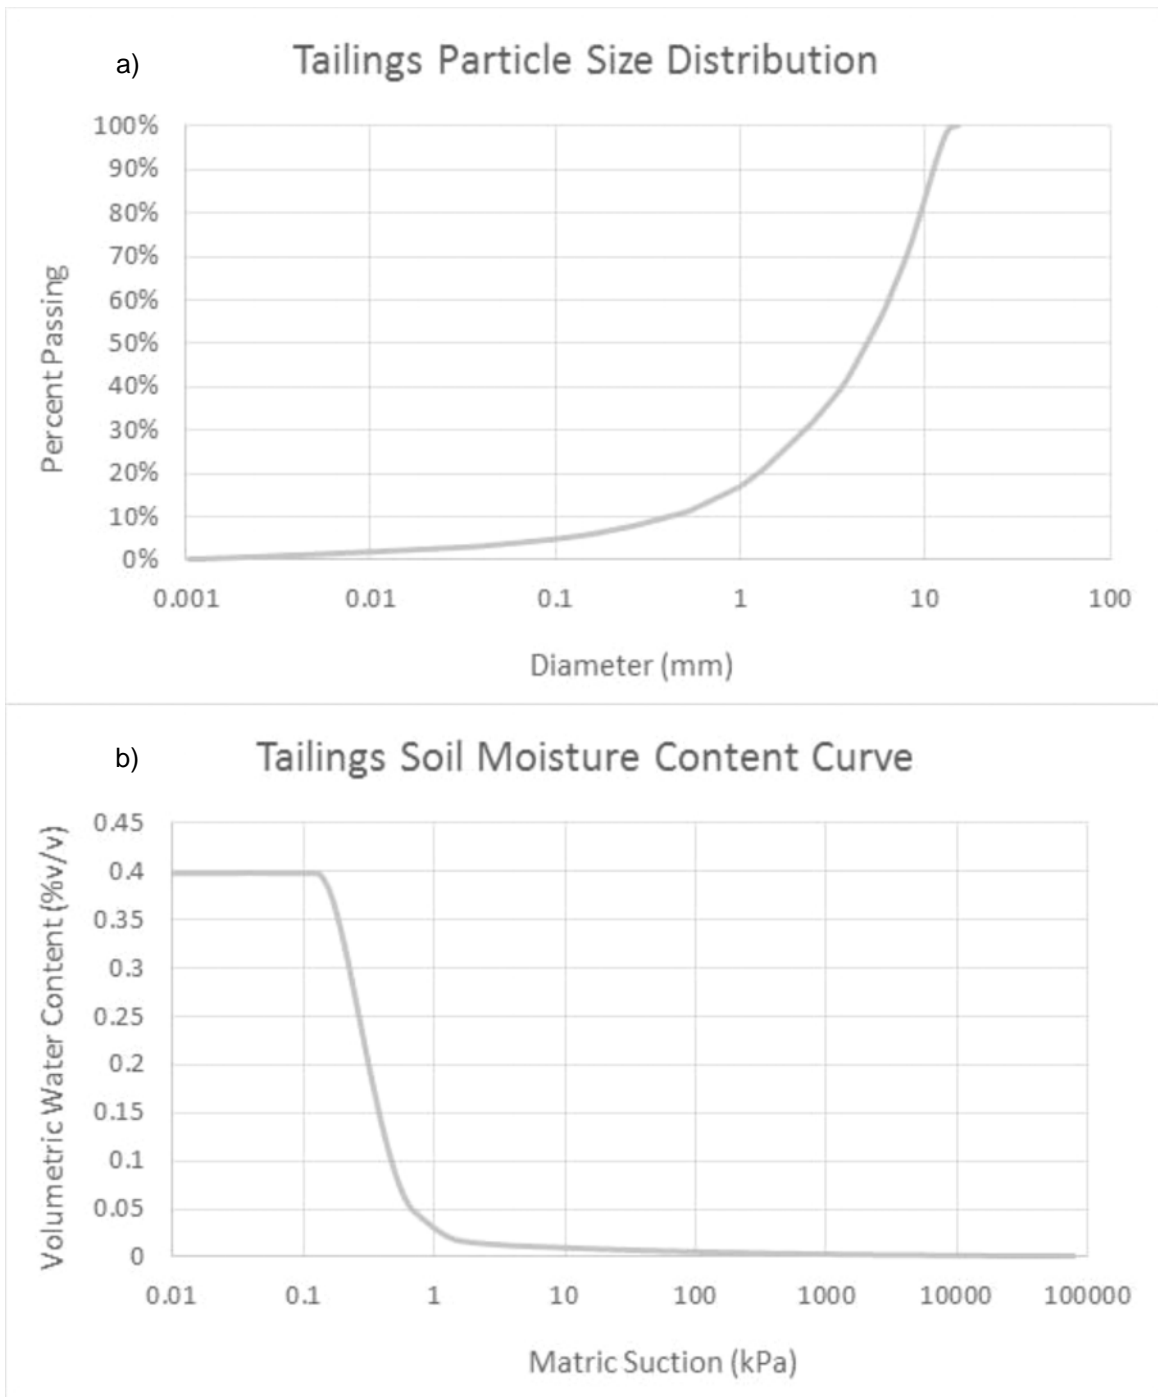 a)
Tailings Particle Size Distribution
100%
90%
80%
70%
60%
50%
40%
30%
20%
10%
0%
Percent Passing
0.001 0.01 0.1 1 10 100
Diameter (mm)
b)
Tailings Soil Moisture Content Curve
0.45
0.4
0.35
0.3
0.25
0.2
0.15
0.1
0.05
0
Volumetric Water Content (%v/v)
0.01 0.1 1 10 100 1000 10000 100000
Matric Suction (kPa)